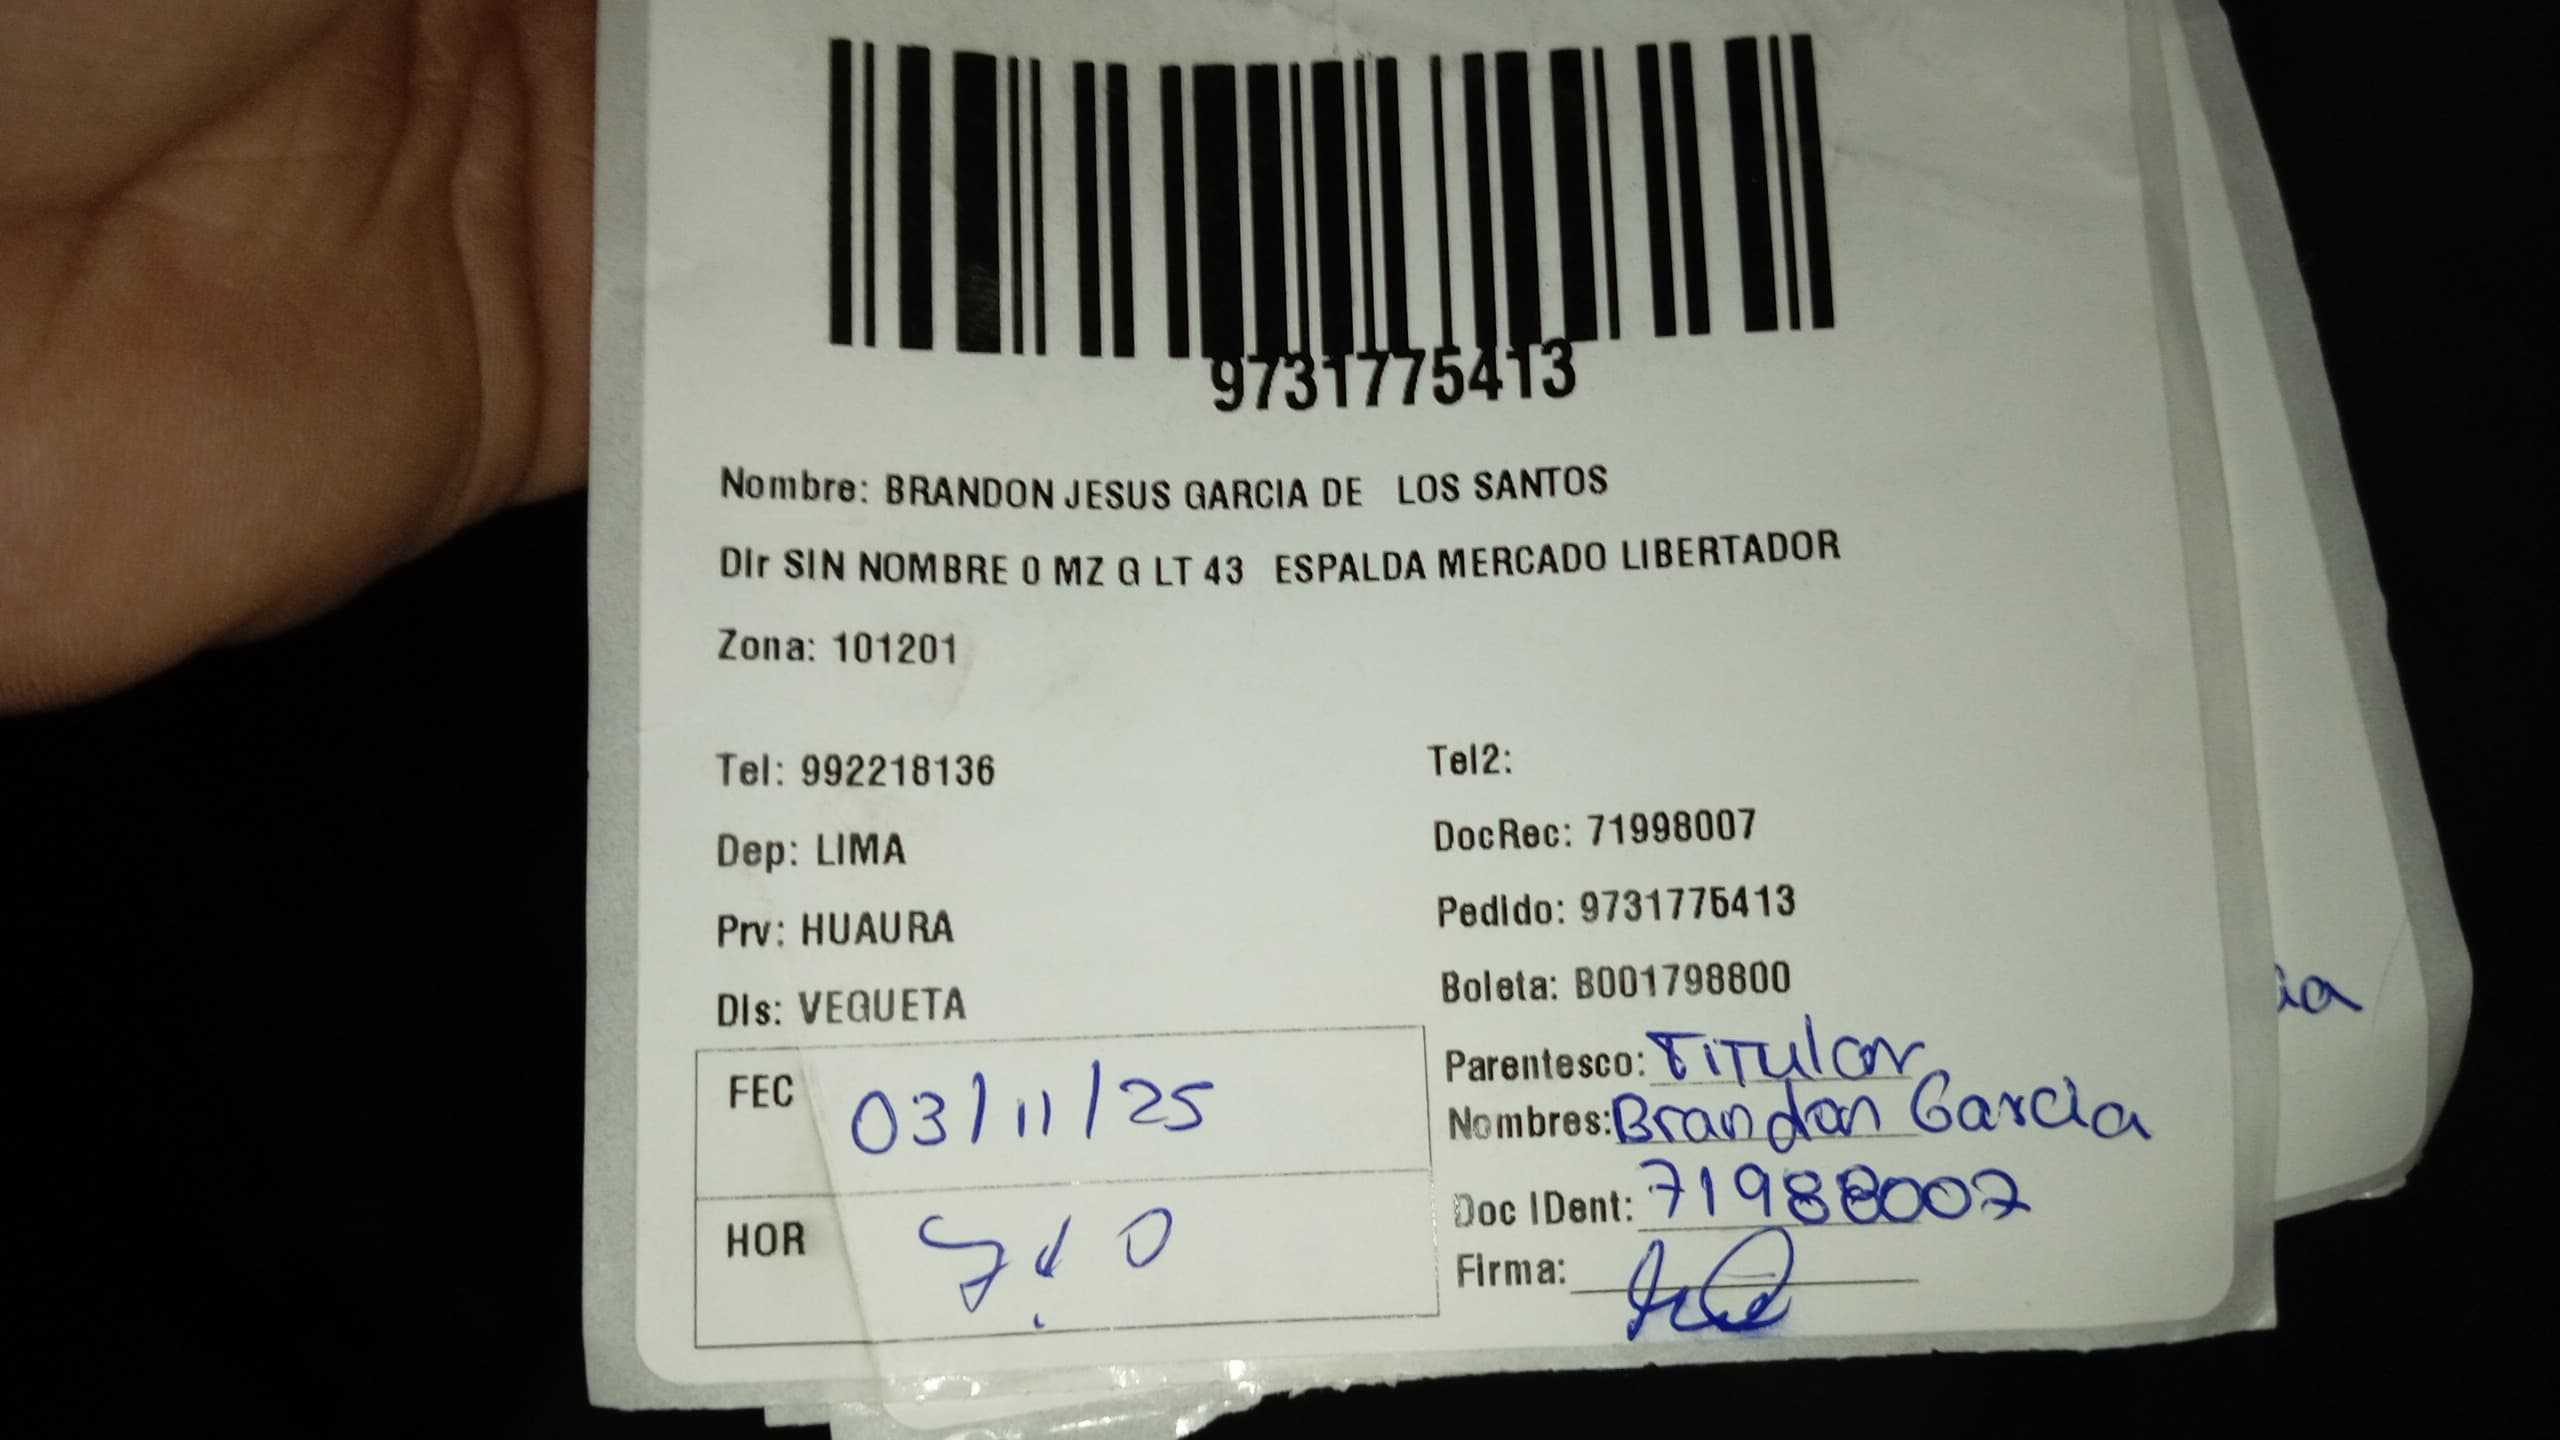 9731775413
Nombre: BRANDON JESUS GARCIA DE LOS SANTOS
DIr SIN NOMBRE 0 MZ G LT 43 ESPALDA MERCADO LIBERTADOR
Zona: 101201
Tel: 992218136
Tel2:
Dep: LIMA
DocRec: 71998007
Prv: HUAURA
Pedido: 9731775413
DIs: VEGUETA
Boleta: B001798800
FEC 03/11/25
Parentesco: TITular
Nombres: Brandon Garcia
HOR
Doc IDent: 71988007
Firma: